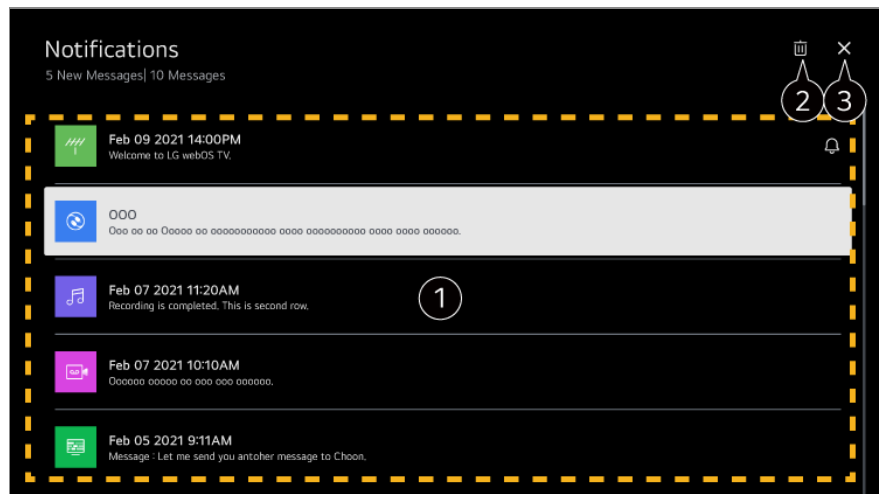 Notifications
5 New Messages| 10 Messages
2 3
Feb 09 2021 14:00PM
Welcome to LG webOS TV.
OOO
Ooo oo oo Ooooo oo ooooooooooo oooo oooooooooo oooo oooo oooooo.
Feb 07 2021 11:20AM
Recording is completed. This is second row.
1
Feb 07 2021 10:10AM
Oooooo ooooo oo ooo ooo oooooo.
Feb 05 2021 9:11AM
Message : Let me send you antoher message to Choon.